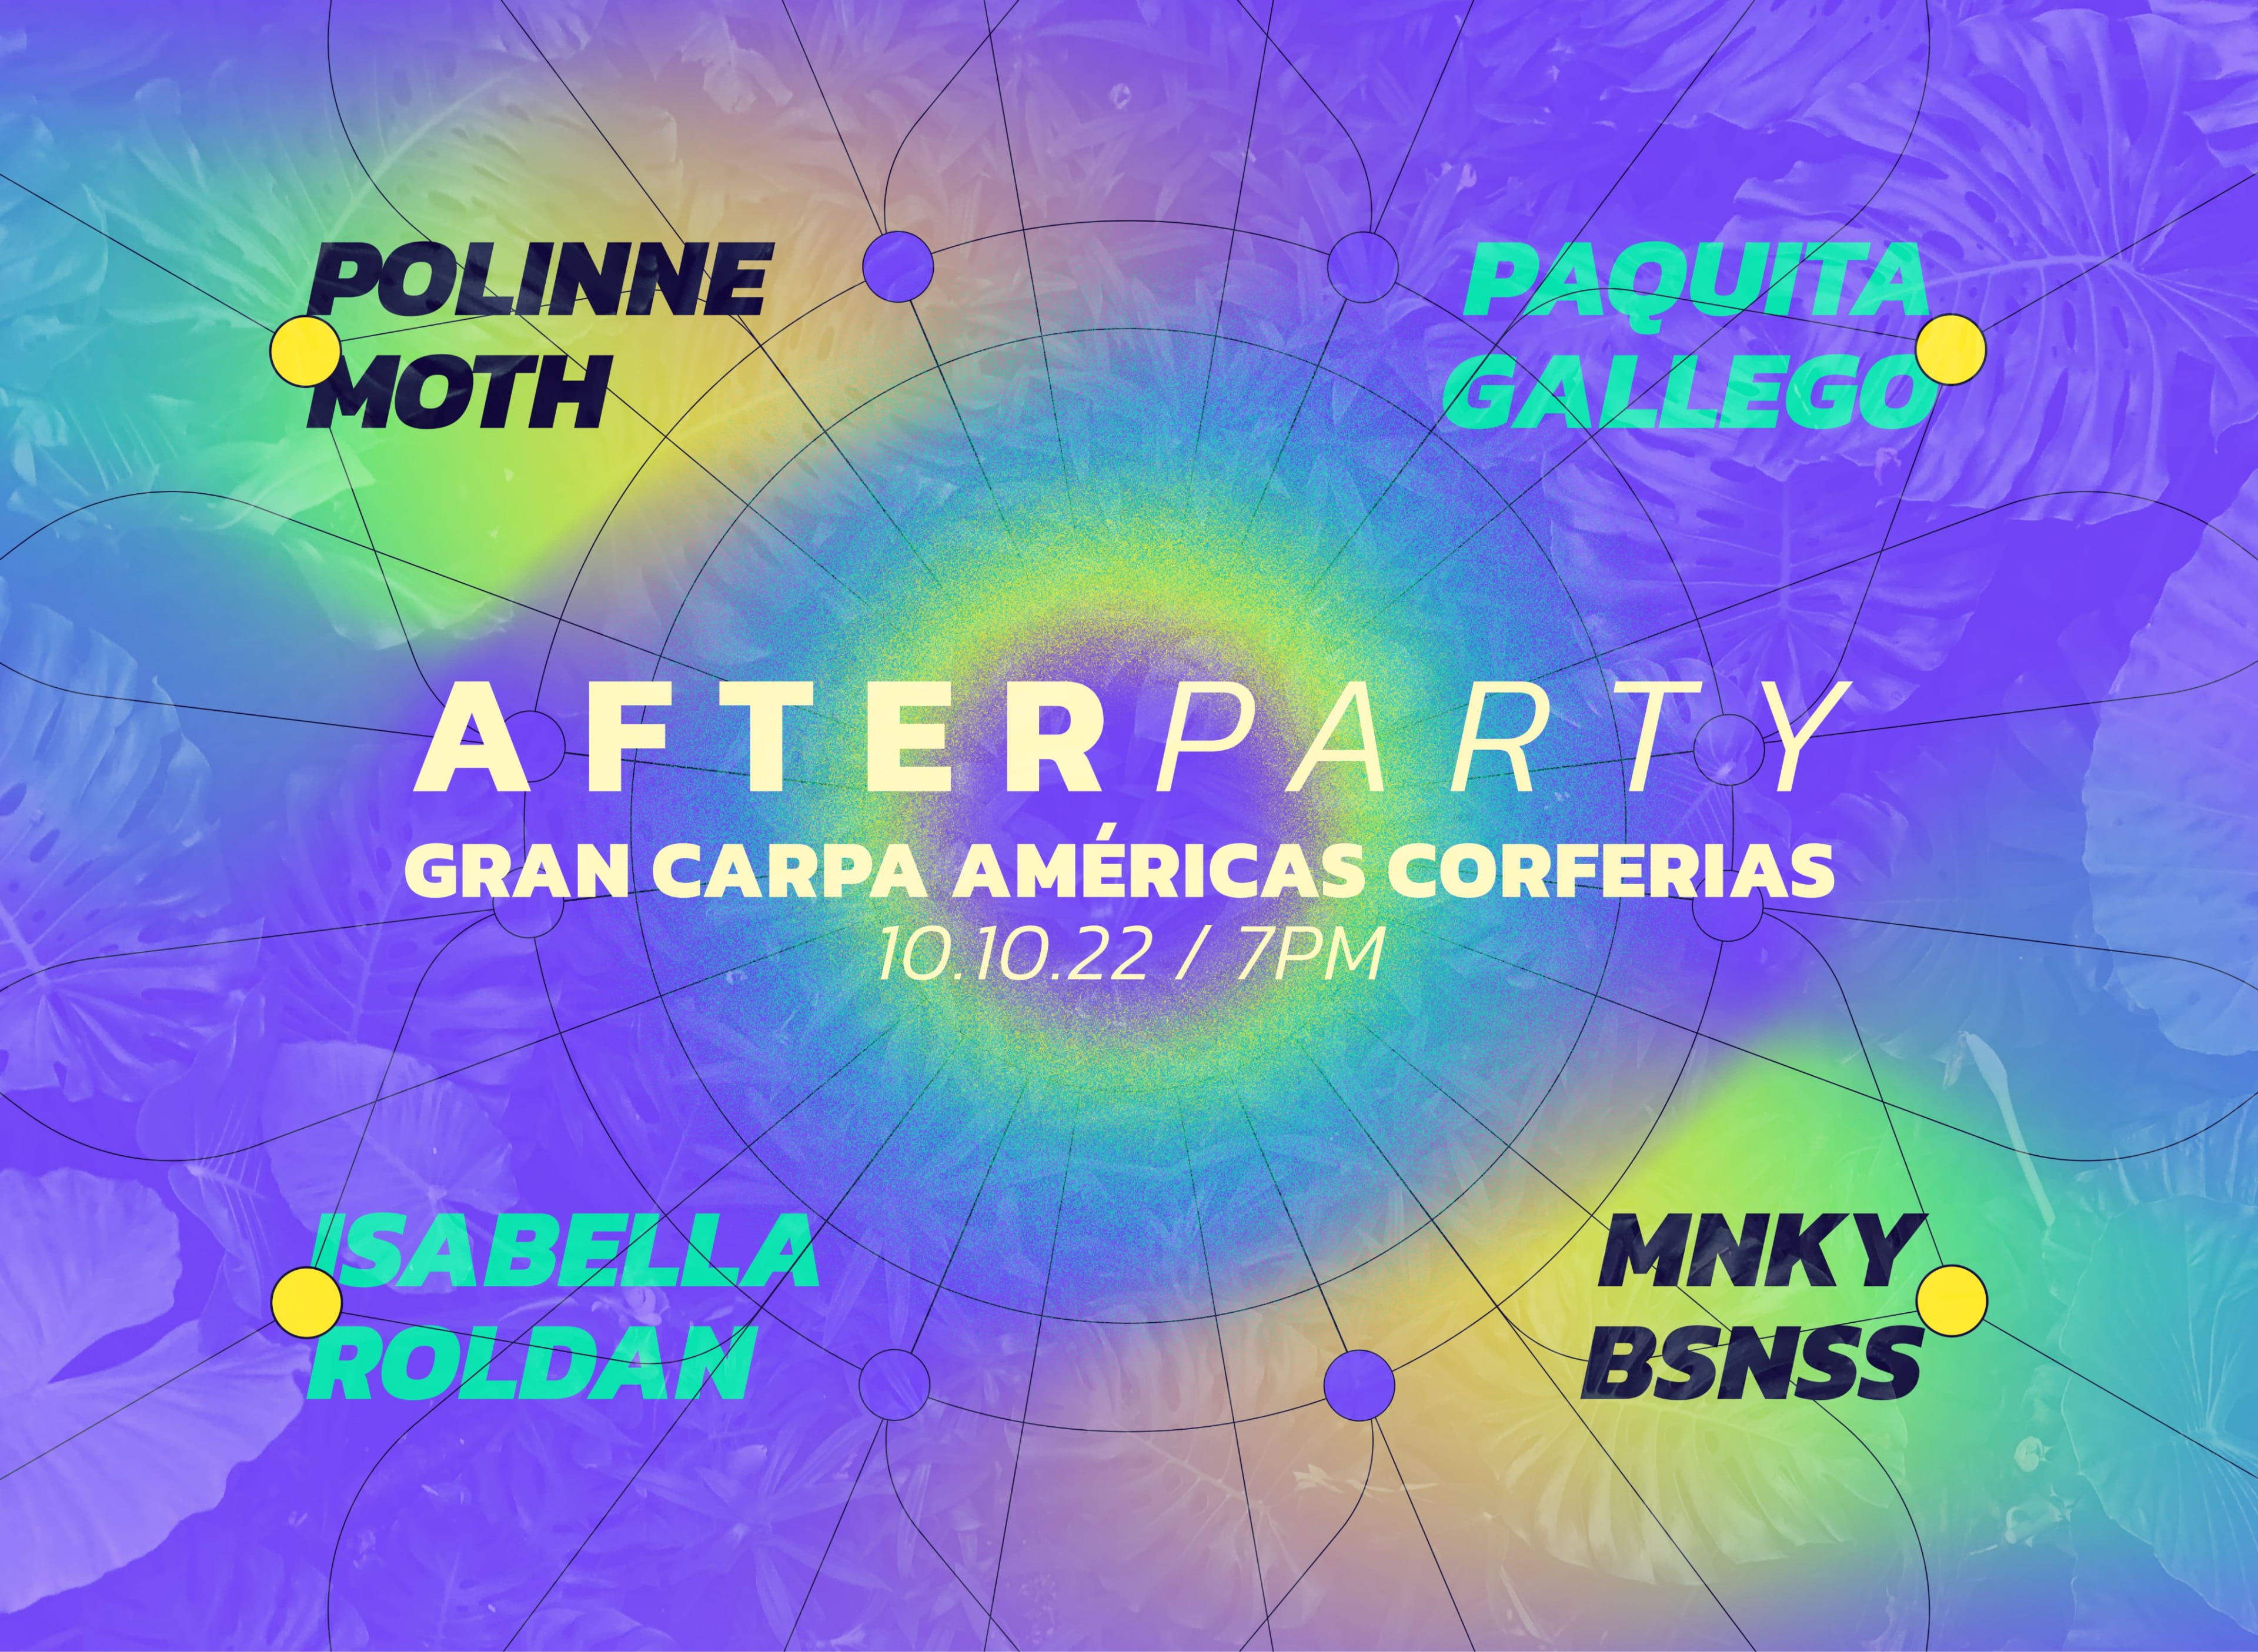 POLINNE
MOTH
PAQUITA
GALLEGO
AFTERPARTY
GRAN CARPA AMÉRICAS CORFERIAS
10.10.22 / 7PM
ISABELLA
ROLDAN
MNKY
BSNSS